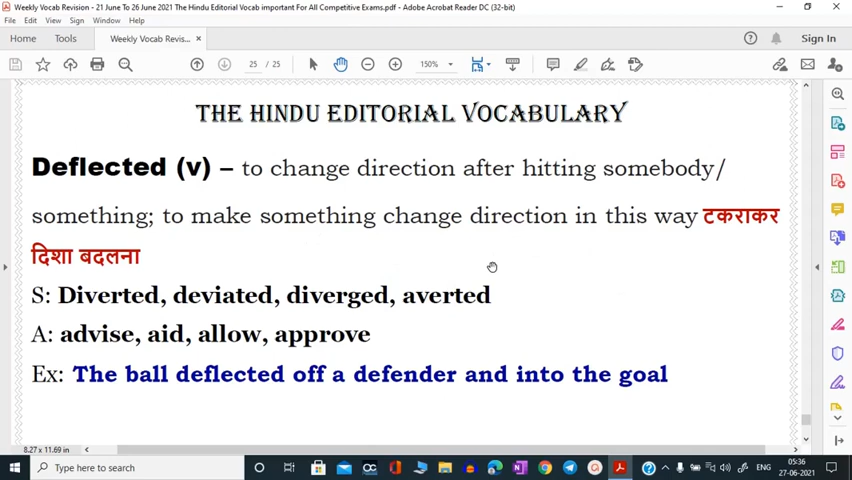 Weekly Vocab Revision - 21 June To 26 June 2021 The Hindu Editorial Vocab important For All Competitive Exams.pdf - Adobe Acrobat Reader DC (32-bit)
File Edit View Sign Window Help
Home Tools Weekly Vocab Revis... × Sign In
25 / 25 150%
THE HINDU EDITORIAL VOCABULARY
Deflected (v) – to change direction after hitting somebody/
something; to make something change direction in this way टकराकर
दिशा बदलना
S: Diverted, deviated, diverged, averted
A: advise, aid, allow, approve
Ex: The ball deflected off a defender and into the goal
8.27 x 11.69 in
Type here to search ENG 05:36
27-06-2021